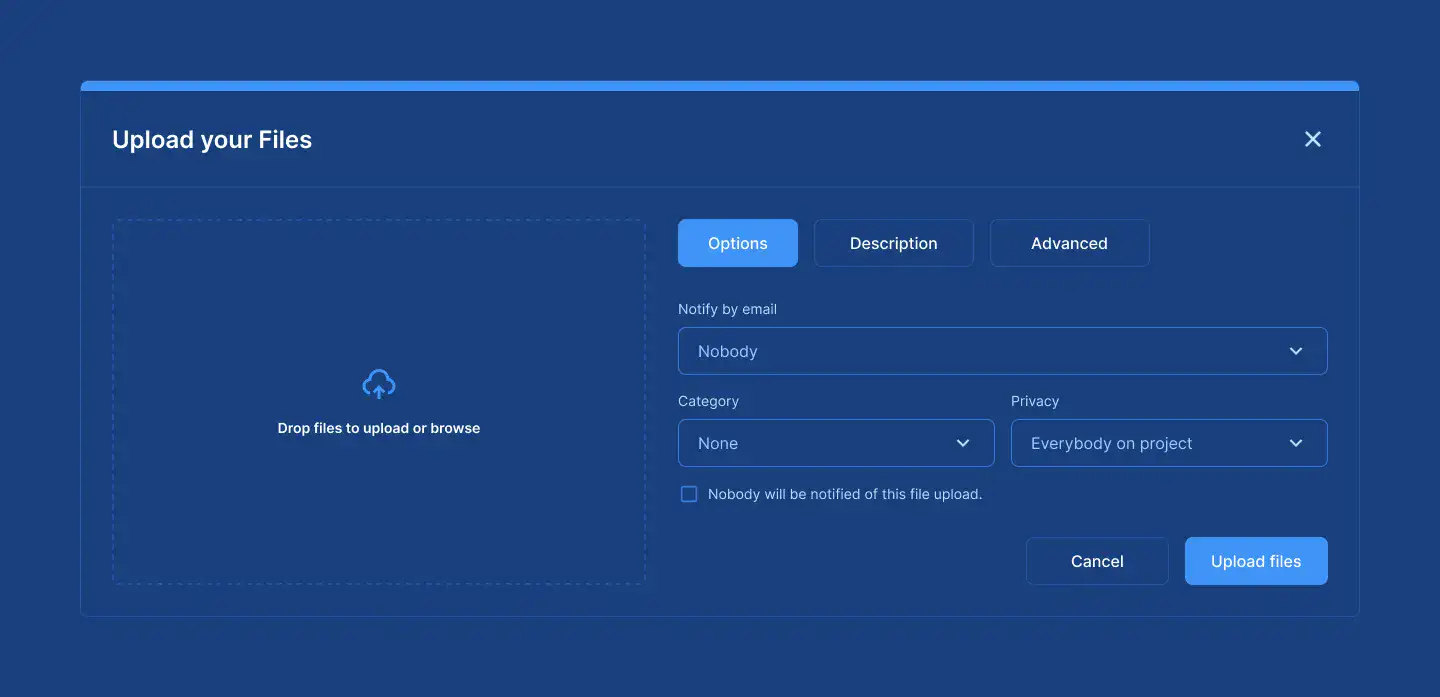 Upload your Files
Drop files to upload or browse
Options
Description
Advanced
Notify by email
Nobody
Category
Privacy
None
Everybody on project
Nobody will be notified of this file upload.
Cancel
Upload files